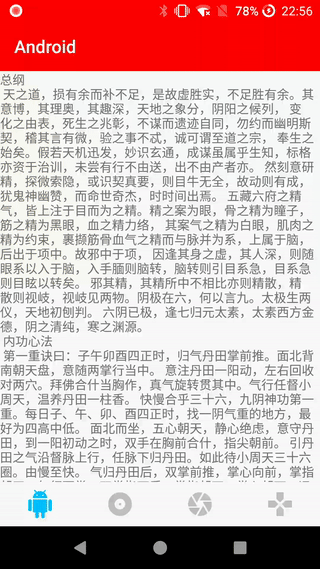 78% 22:56
Android
总纲
天之道，损有余而补不足，是故虚胜实，不足胜有余。其
意博，其理奥，其趣深，天地之象分，阴阳之候列， 变
化之由表，死生之兆彰，不谋而遗迹自同，勿约而幽明斯
契，稽其言有微，验之事不忒，诚可谓至道之宗， 奉生之
始矣。假若天机迅发，妙识玄通，成谋虽属乎生知，标格
亦资于治训，未尝有行不由送，出不由产者亦。 然刻意研
精，探微索隐，或识契真要，则目牛无全，故动则有成，
犹鬼神幽赞，而命世奇杰，时时间出焉。 五藏六府之精
气，皆上注于目而为之精。精之案为眼，骨之精为瞳子，
筋之精为黑眼，血之精力络， 其案气之精为白眼，肌肉之
精为约束，裹撷筋骨血气之精而与脉并为系，上属于脑，
后出于项中。故邪中于项， 因逢其身之虚，其人深，则随
眼系以入于脑，入手腼则脑转，脑转则引目系急，目系急
则目眩以转矣。 邪其精，其精所中不相比亦则精散，精
散则视岐，视岐见两物。阴极在六，何以言九。太极生两
仪，天地初刨判。 六阴已极，逢七归元太素，太素西方金
德，阴之清纯，寒之渊源。
内功心法
第一重诀曰：子午卯酉四正时，归气丹田掌前推。面北背
南朝天盘，意随两掌行当中。 意注丹田一阳动，左右回收
对两穴。拜佛合什当胸作，真气旋转贯其中。气行任督小
周天，温养丹田一柱香。 快慢合乎三十六，九阴神功第一
重。每日子、午、卯、酉四正时，找一阴气重的地方，最
好为四高中低。 面北而坐，五心朝天，静心绝虑，意守丹
田，到一阳初动之时，双手在胸前合什，指尖朝前。 引丹
田之气沿督脉上行，任脉下归丹田。如此待小周天三十六
圈。由慢至快。 气归丹田后，双掌前推，掌心向前，掌指